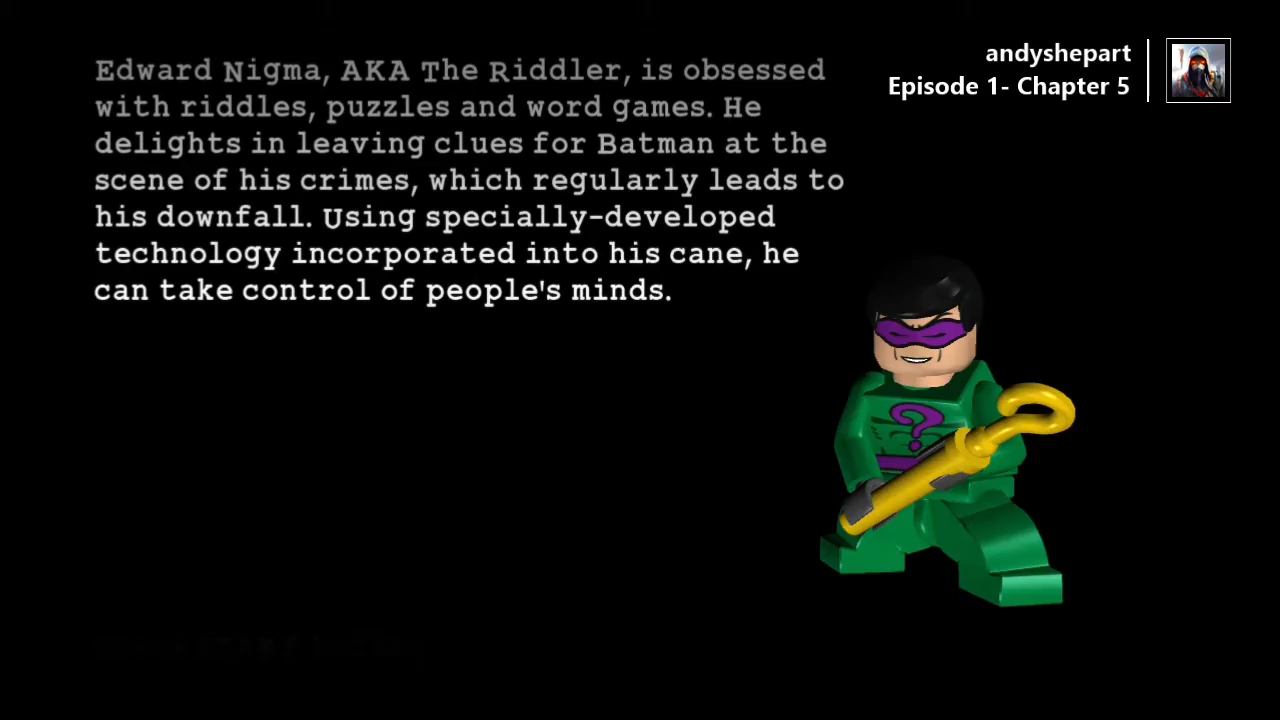 Edward Nigma, AKA The Riddler, is obsessed
with riddles, puzzles and word games. He
delights in leaving clues for Batman at the
scene of his crimes, which regularly leads to
his downfall. Using specially-developed
technology incorporated into his cane, he
can take control of people's minds.
andyshepart
Episode 1- Chapter 5